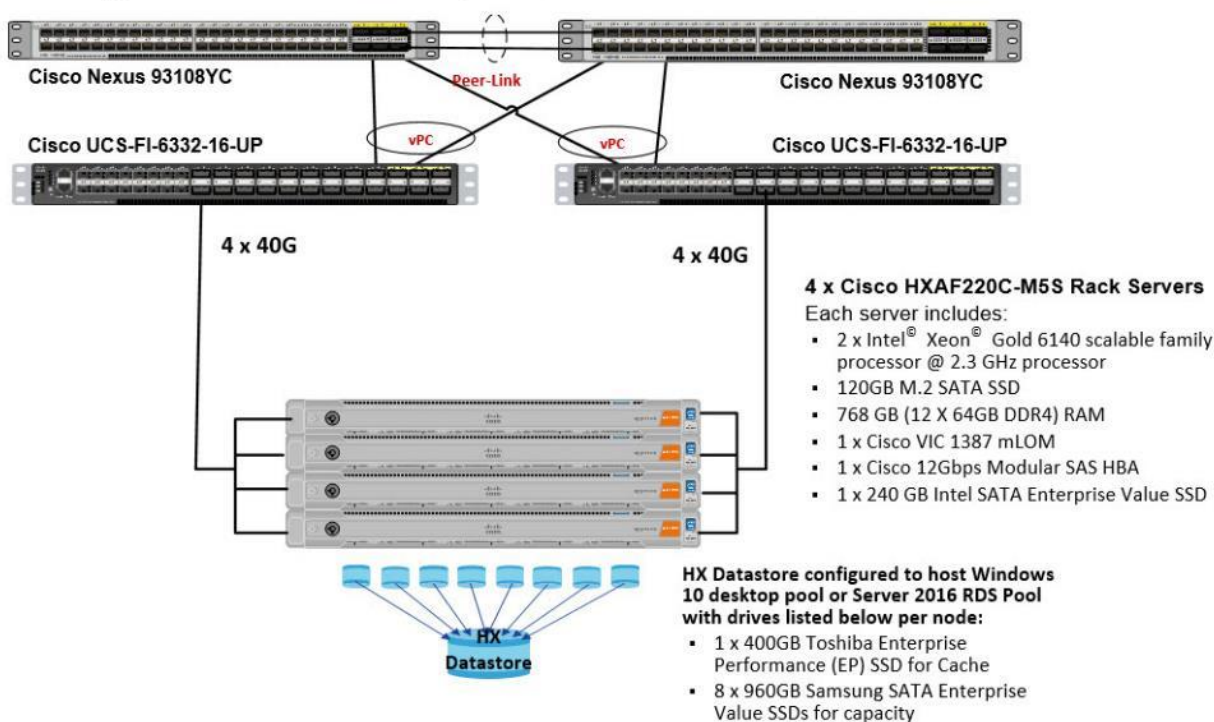 Cisco Nexus 93108YC
Cisco Nexus 93108YC
Peer-Link
vPC
vPC
Cisco UCS-FI-6332-16-UP
Cisco UCS-FI-6332-16-UP
4 x 40G
4 x 40G
4 x Cisco HXAF220C-M5S Rack Servers
Each server includes:
▪ 2 x Intel© Xeon© Gold 6140 scalable family
processor @ 2.3 GHz processor
▪ 120GB M.2 SATA SSD
▪ 768 GB (12 X 64GB DDR4) RAM
▪ 1 x Cisco VIC 1387 mLOM
▪ 1 x Cisco 12Gbps Modular SAS HBA
▪ 1 x 240 GB Intel SATA Enterprise Value SSD
HX Datastore configured to host Windows
10 desktop pool or Server 2016 RDS Pool
with drives listed below per node:
▪ 1 x 400GB Toshiba Enterprise
Performance (EP) SSD for Cache
▪ 8 x 960GB Samsung SATA Enterprise
Value SSDs for capacity
HX
Datastore